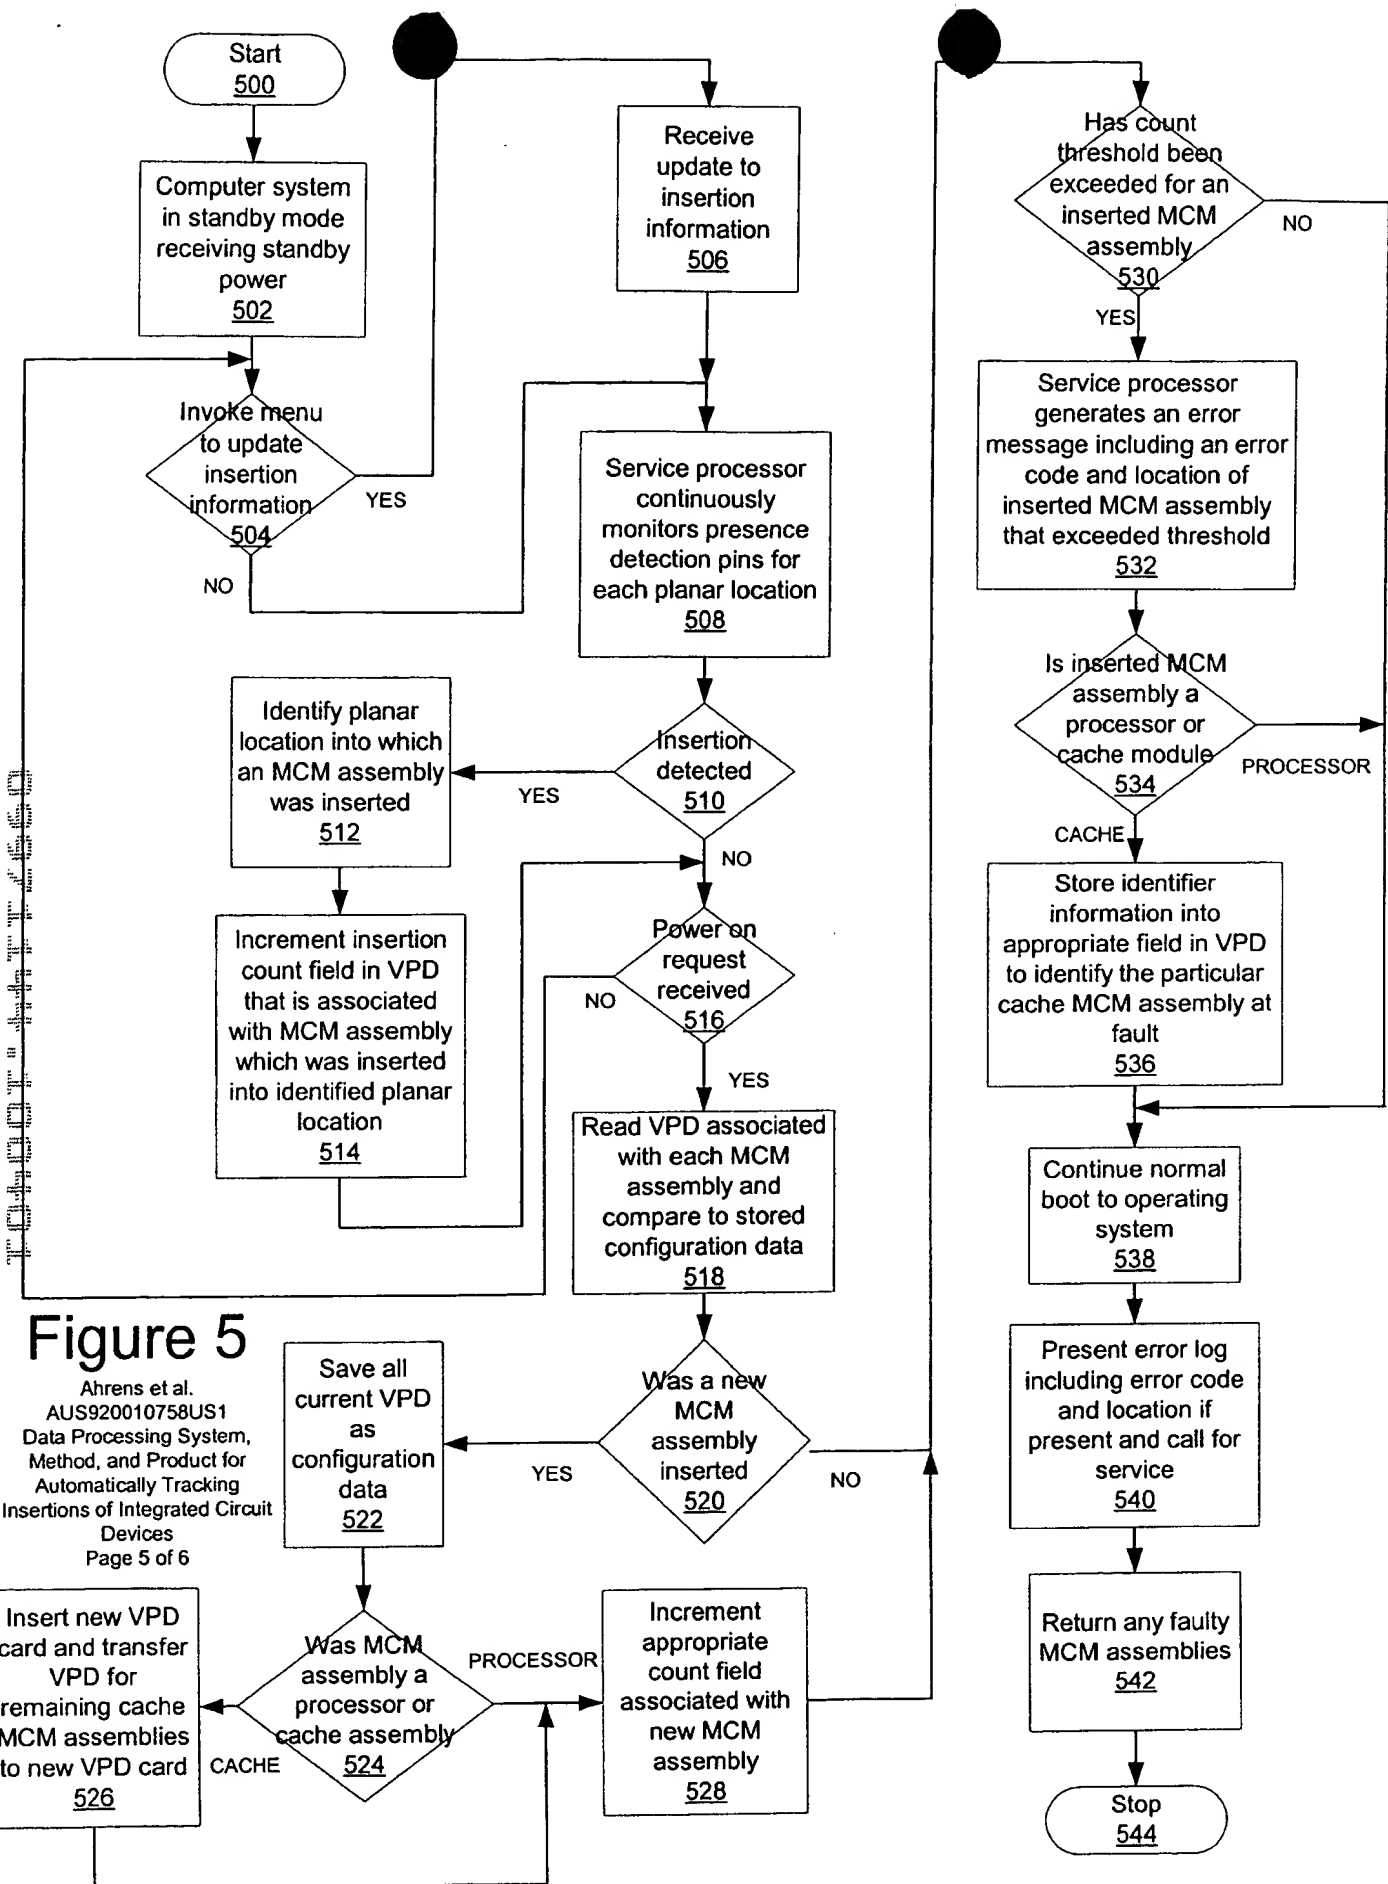 Start
500
Computer system
in standby mode
receiving standby
power
502
Invoke menu
to update
insertion
information
504
YES
NO
Receive
update to
insertion
information
506
Service processor
continuously
monitors presence
detection pins for
each planar location
508
Insertion
detected
510
YES
NO
Identify planar
location into which
an MCM assembly
was inserted
512
Increment insertion
count field in VPD
that is associated
with MCM assembly
which was inserted
into identified planar
location
514
Power on
request
received
516
NO
YES
Read VPD associated
with each MCM
assembly and
compare to stored
configuration data
518
Was a new
MCM
assembly
inserted
520
YES
NO
Save all
current VPD
as
configuration
data
522
Was MCM
assembly a
processor or
cache assembly
524
PROCESSOR
CACHE
Insert new VPD
card and transfer
VPD for
remaining cache
MCM assemblies
to new VPD card
526
Increment
appropriate
count field
associated with
new MCM
assembly
528
Has count
threshold been
exceeded for an
inserted MCM
assembly
530
NO
YES
Service processor
generates an error
message including an error
code and location of
inserted MCM assembly
that exceeded threshold
532
Is inserted MCM
assembly a
processor or
cache module
534
PROCESSOR
CACHE
Store identifier
information into
appropriate field in VPD
to identify the particular
cache MCM assembly at
fault
536
Continue normal
boot to operating
system
538
Present error log
including error code
and location if
present and call for
service
540
Return any faulty
MCM assemblies
542
Stop
544
Figure 5
Ahrens et al.
AUS920010758US1
Data Processing System,
Method, and Product for
Automatically Tracking
Insertions of Integrated Circuit
Devices
Page 5 of 6